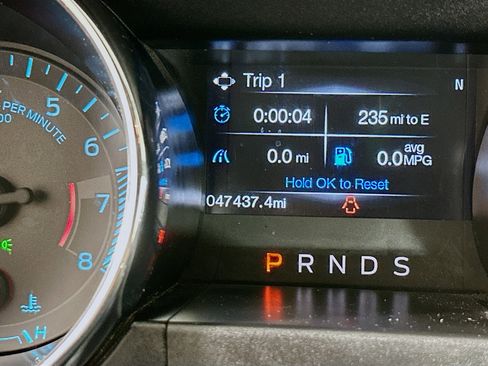 Trip 1
N
0:00:04
235 mi to E
0.0 mi
0.0 avg MPG
Hold OK to Reset
047437.4mi
P R N D S
5
PER MINUTE
6
7
8
H